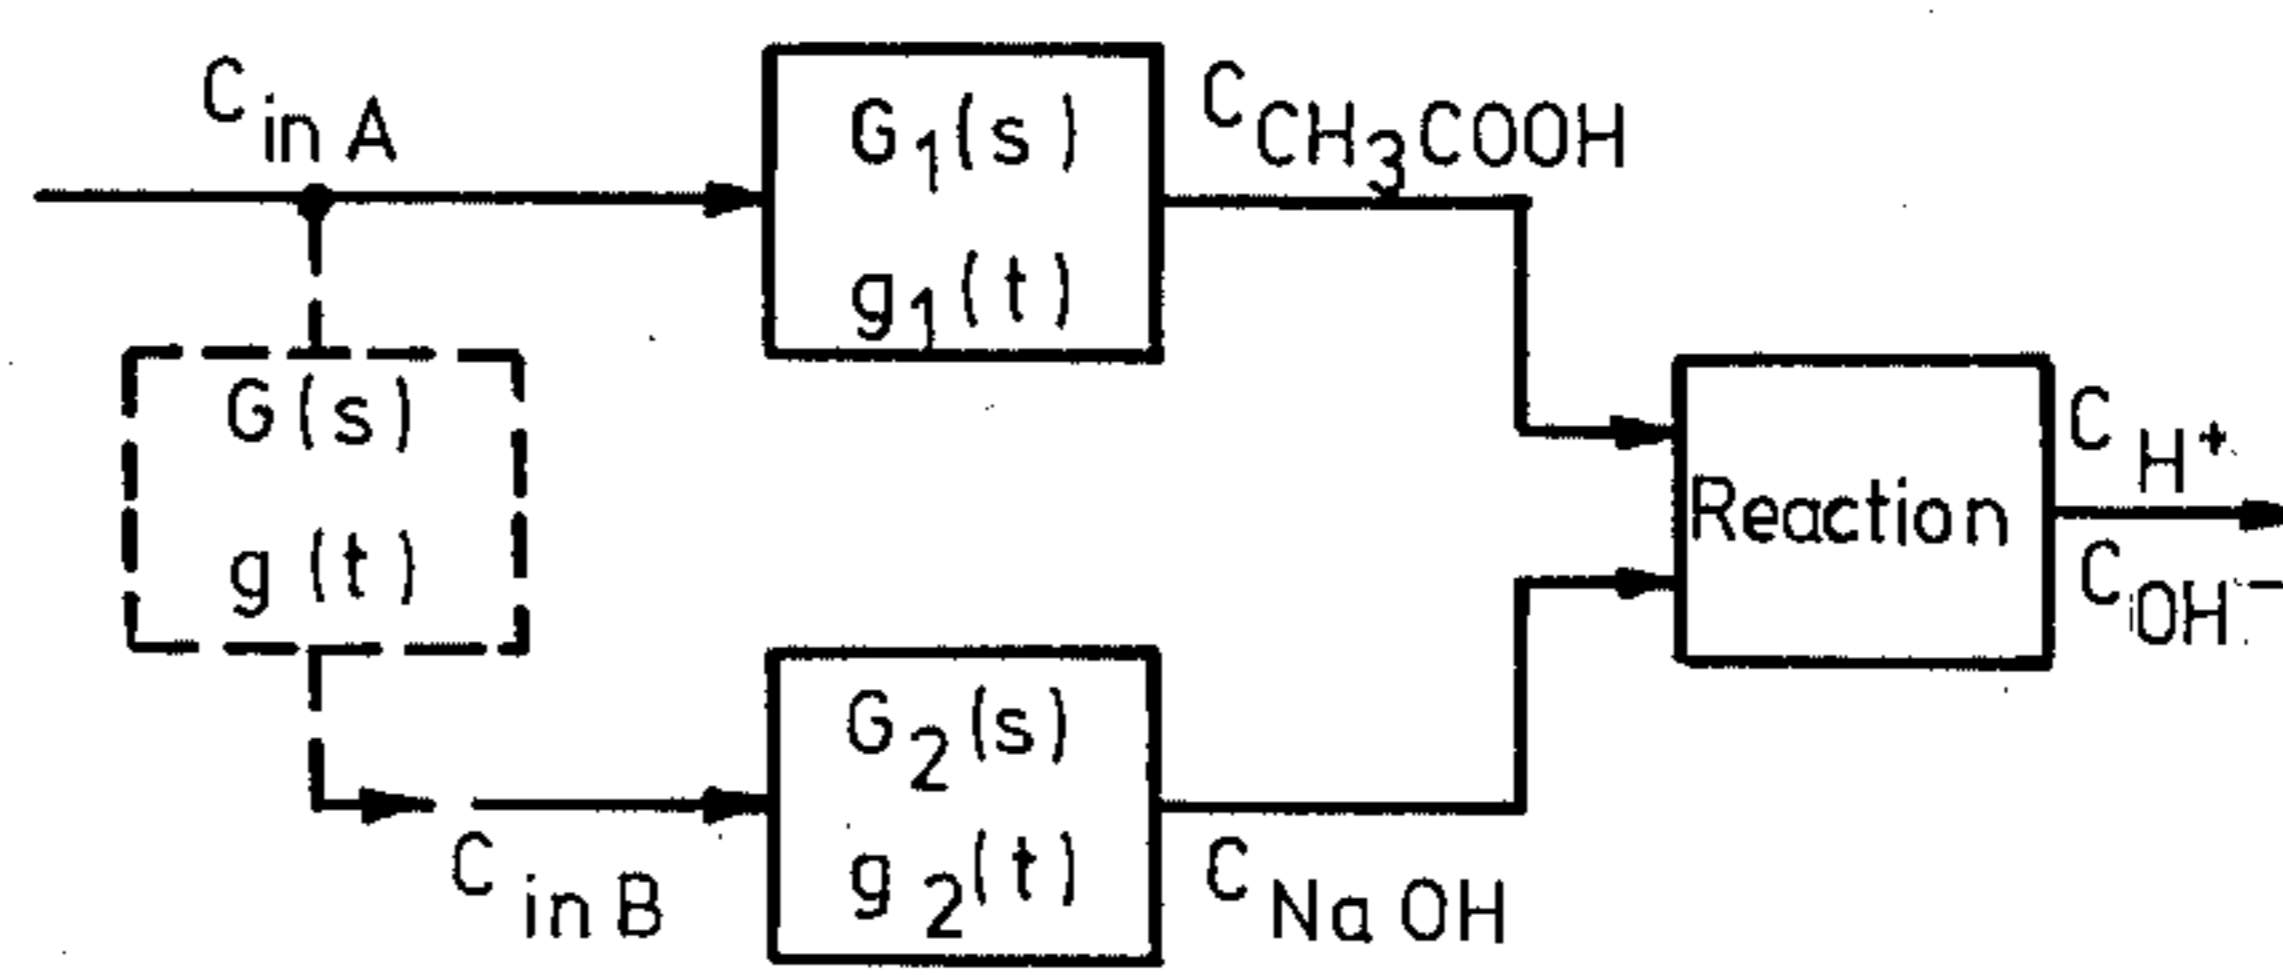 C in A
G1(s)
g1(t)
C CH3COOH
G(s)
g(t)
Reaction
C H+
C OH−
C in B
G2(s)
g2(t)
C NaOH